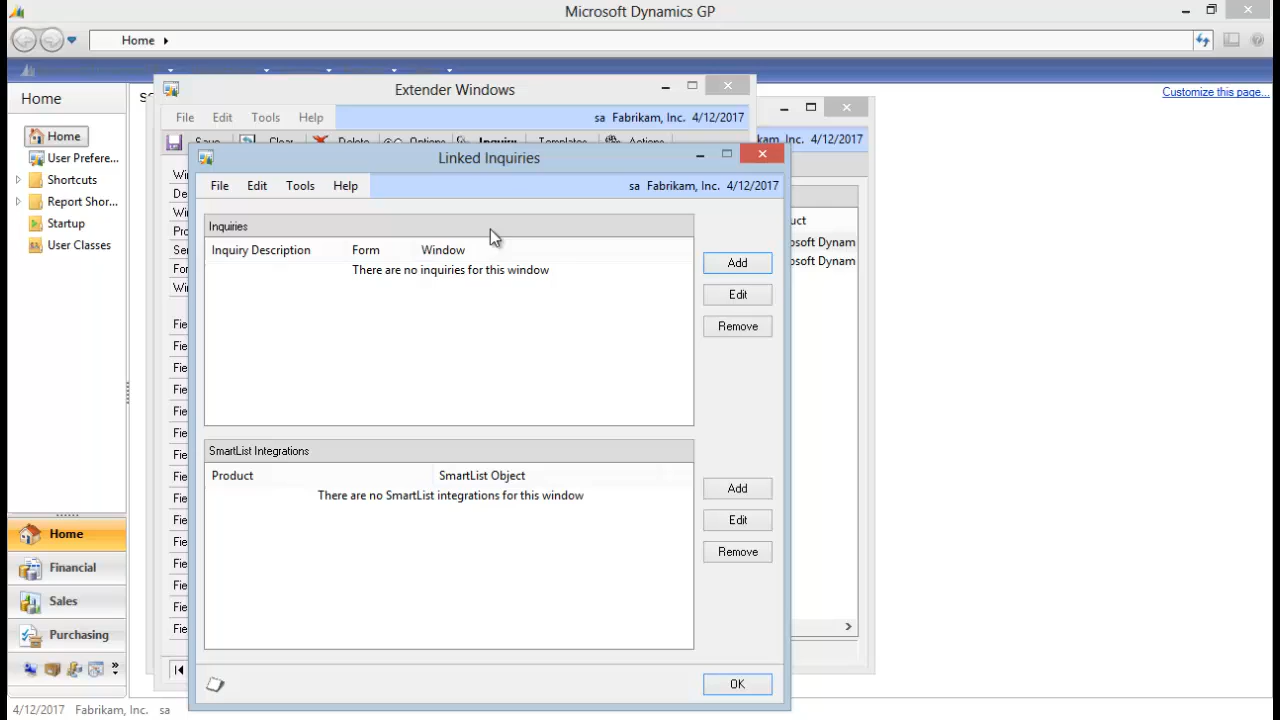 Microsoft Dynamics GP
Home
Customize this page...
Home
Home
User Prefere...
Shortcuts
Report Shor...
Startup
User Classes
Extender Windows
File Edit Tools Help
sa Fabrikam, Inc. 4/12/2017
Save Clear Delete Options Inquiry Templates Actions
kam, Inc. 4/12/2017
Linked Inquiries
File Edit Tools Help
sa Fabrikam, Inc. 4/12/2017
Inquiries
Inquiry Description Form Window
There are no inquiries for this window
Add
Edit
Remove
SmartList Integrations
Product SmartList Object
There are no SmartList integrations for this window
Add
Edit
Remove
OK
Home
Financial
Sales
Purchasing
4/12/2017 Fabrikam, Inc. sa